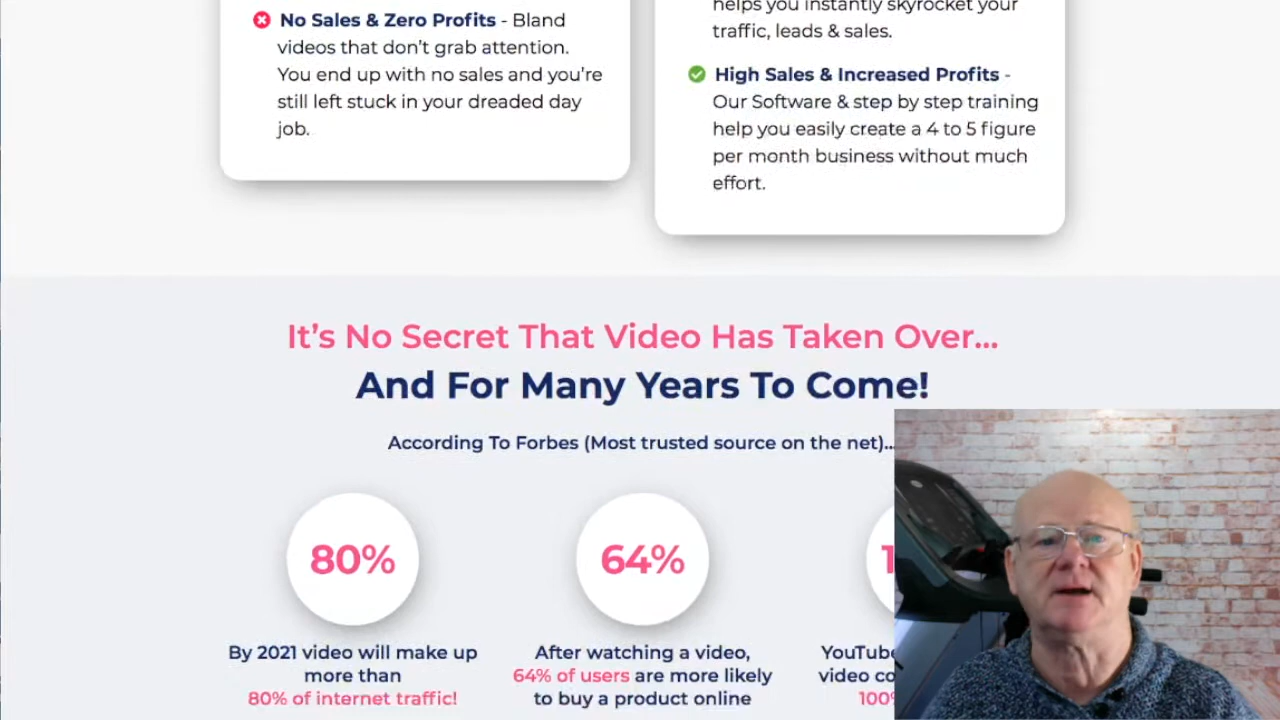 No Sales & Zero Profits - Bland
videos that don't grab attention.
You end up with no sales and you're
still left stuck in your dreaded day
job.
helps you instantly skyrocket your
traffic, leads & sales.
High Sales & Increased Profits -
Our Software & step by step training
help you easily create a 4 to 5 figure
per month business without much
effort.
It's No Secret That Video Has Taken Over...
And For Many Years To Come!
According To Forbes (Most trusted source on the net)...
80%
By 2021 video will make up
more than
80% of internet traffic!
64%
After watching a video,
64% of users are more likely
to buy a product online
YouTube
video